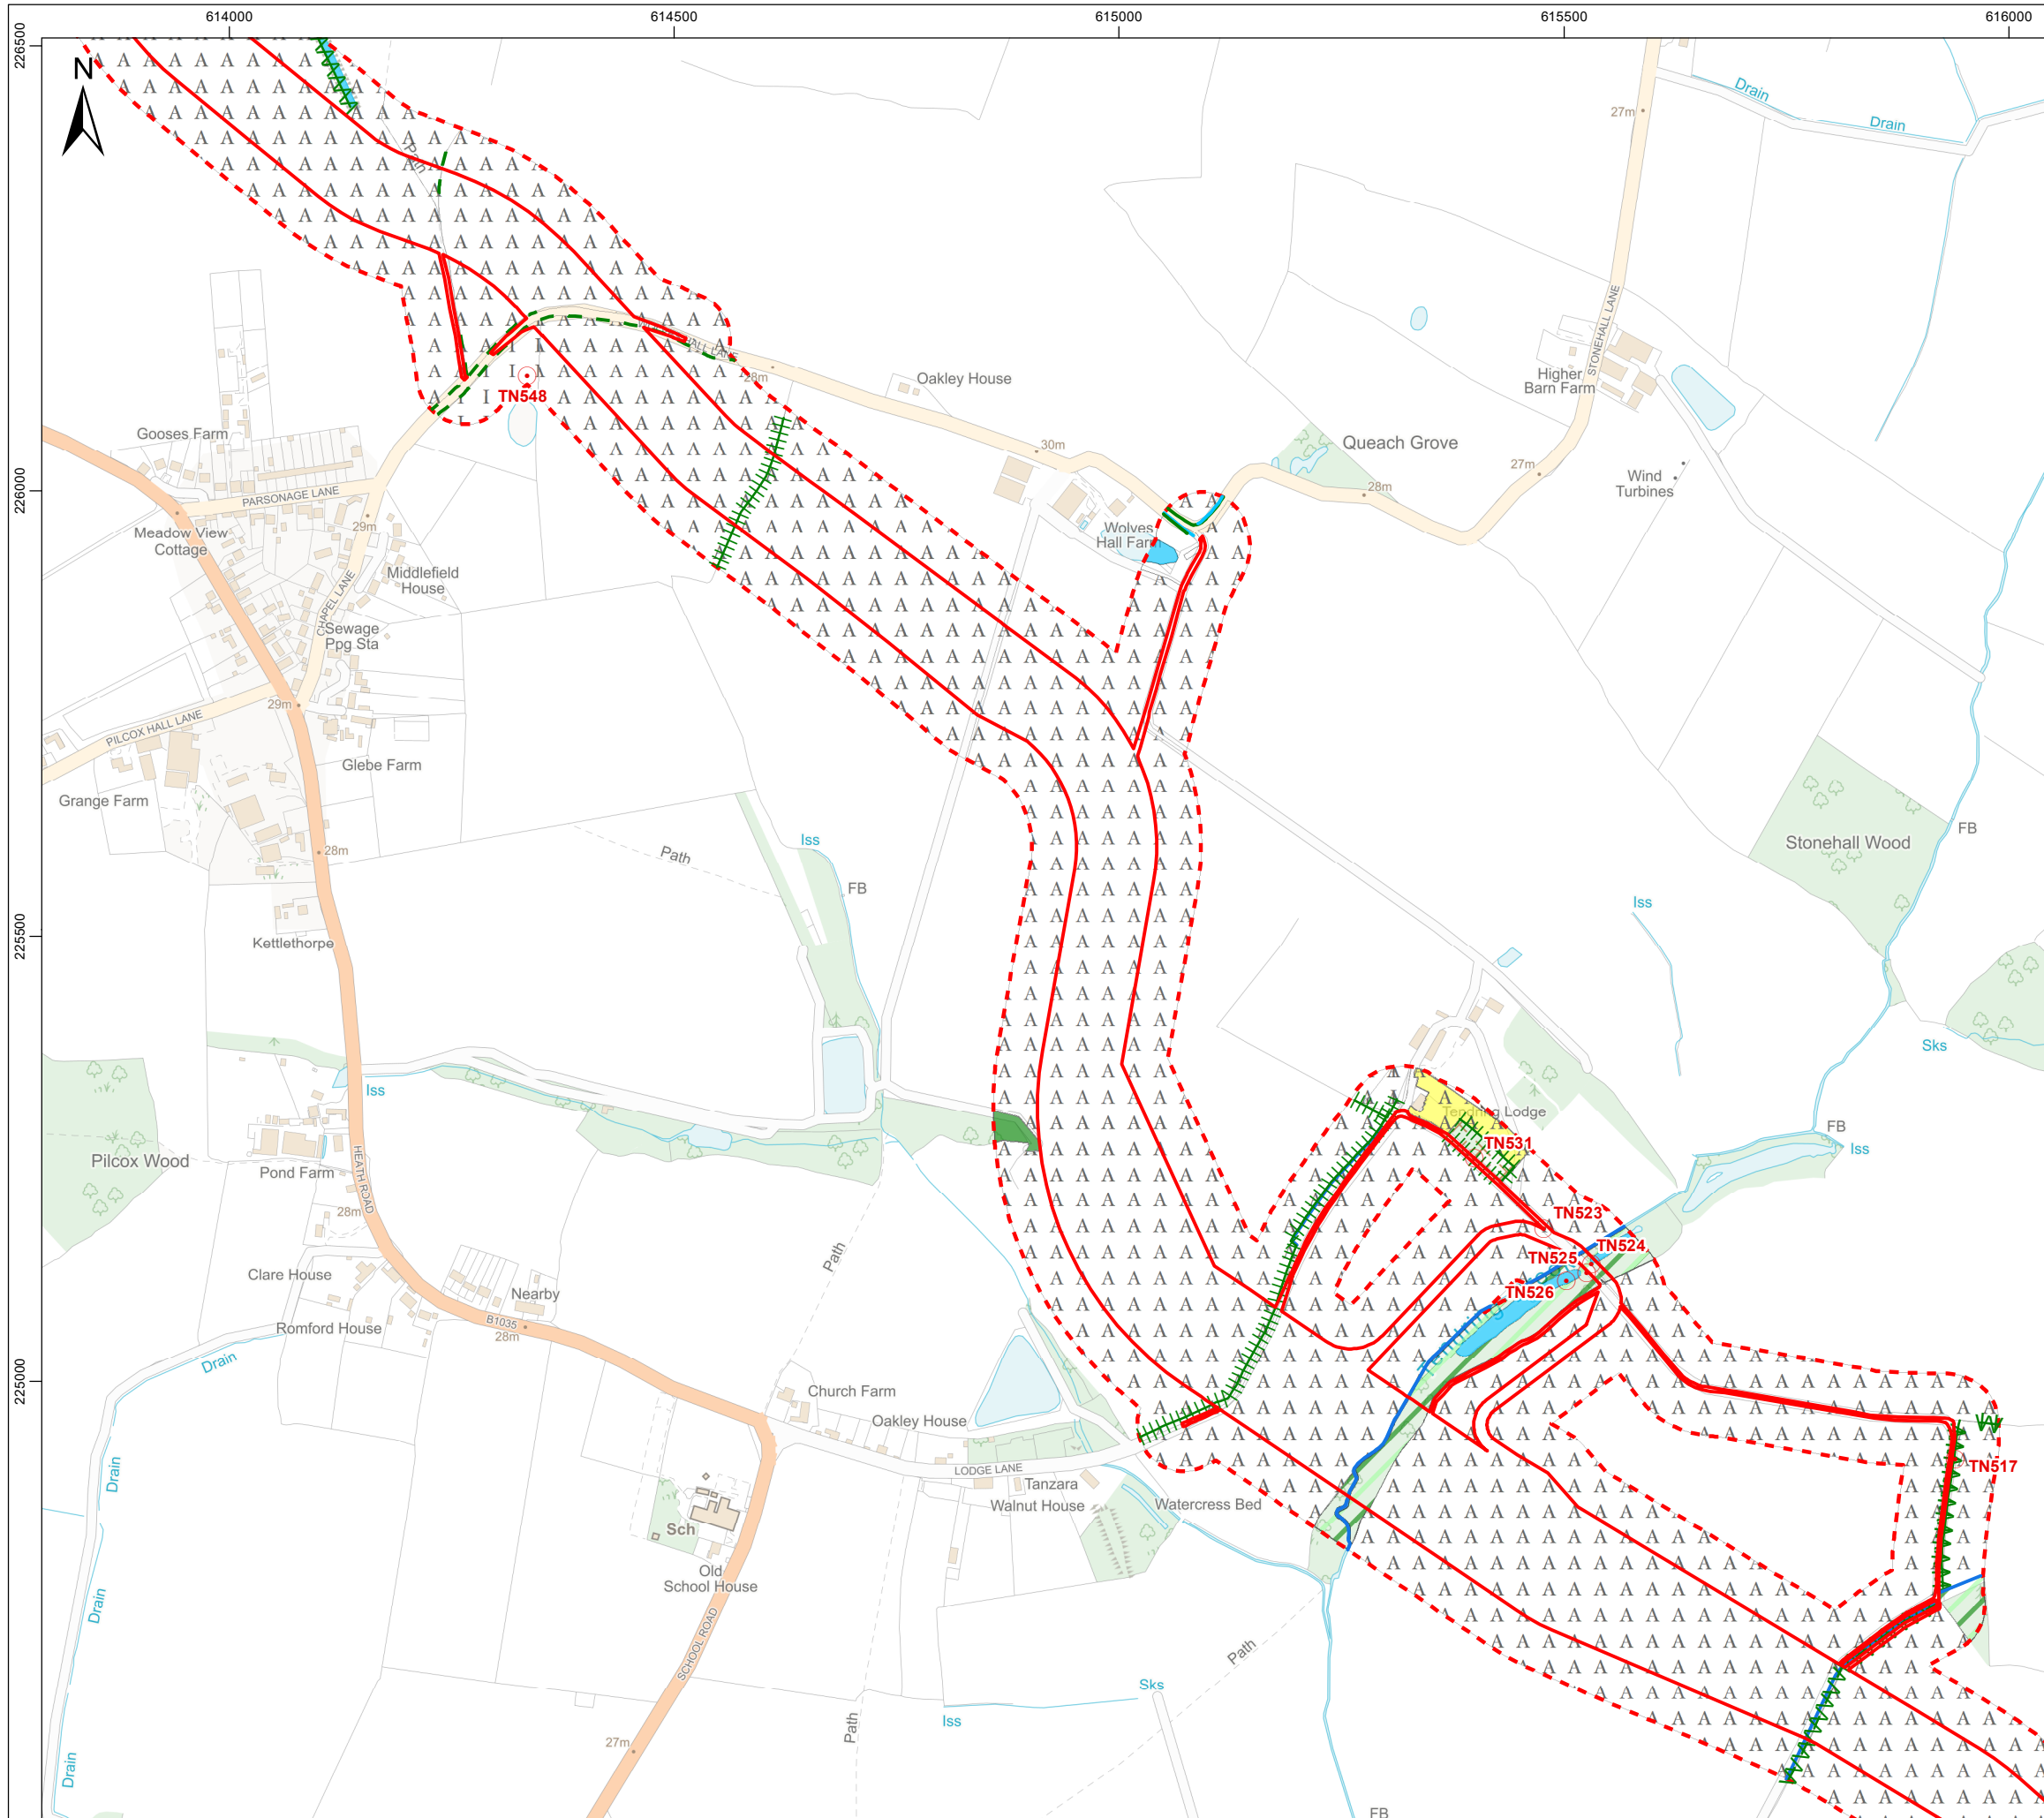 614000
614500
615000
615500
616000
226500
N
Path
27m
Drain
Drain
STONEHALL LANE
HALL LANE
28m
TN548
Oakley House
Higher
Barn Farm
Gooses Farm
PARSONAGE LANE
30m
Queach Grove
27m
28m
Wind
Turbines
226000
Meadow View
Cottage
29m
Wolves
Hall Farm
Middlefield
House
CHAPEL LANE
Sewage
Ppg Sta
29m
PILCOX HALL LANE
Glebe Farm
Grange Farm
28m
Path
Iss
FB
Stonehall Wood
FB
Iss
225500
Kettlethorpe
Sks
Iss
Tendring Lodge
FB
Iss
TN531
Pilcox Wood
Pond Farm
HEATH ROAD
28m
TN523
TN524
TN525
TN526
Path
Clare House
Nearby
Romford House
B1035
28m
Drain
225000
Church Farm
Oakley House
LODGE LANE
Tanzara
Walnut House
Watercress Bed
TN517
Drain
Sch
Old
School House
Drain
SCHOOL ROAD
Path
Sks
Iss
Path
27m
Drain
FB